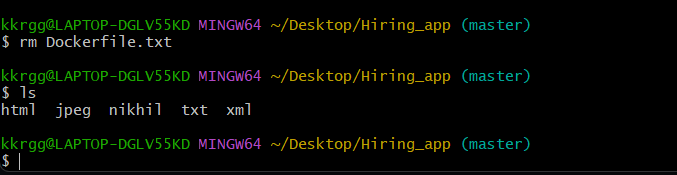 kkrgg@LAPTOP-DGLV55KD MINGW64 ~/Desktop/Hiring_app (master)
$ rm Dockerfile.txt
kkrgg@LAPTOP-DGLV55KD MINGW64 ~/Desktop/Hiring_app (master)
$ ls
html  jpeg  nikhil  txt  xml
kkrgg@LAPTOP-DGLV55KD MINGW64 ~/Desktop/Hiring_app (master)
$